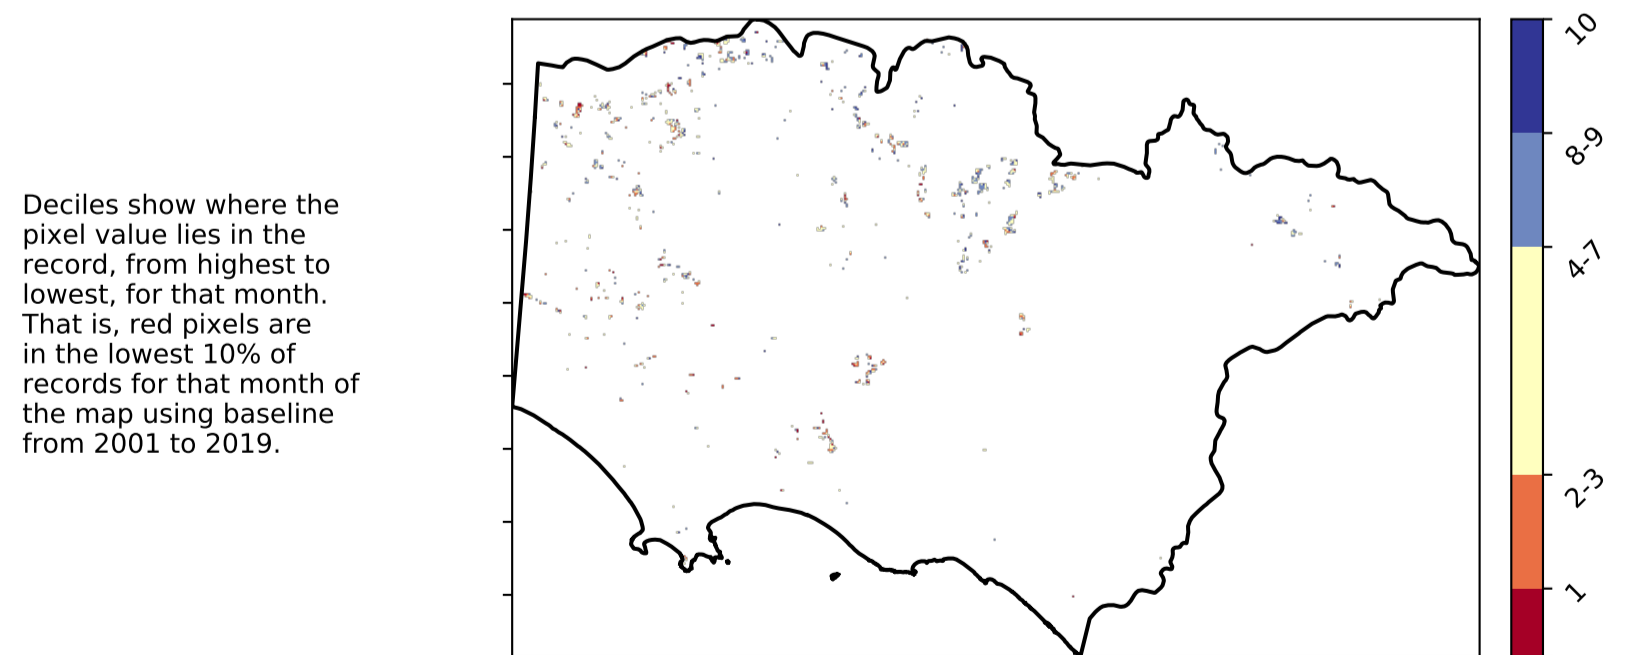 Deciles show where the
pixel value lies in the
record, from highest to
lowest, for that month.
That is, red pixels are
in the lowest 10% of
records for that month of
the map using baseline
from 2001 to 2019.
10
8-9
4-7
2-3
1